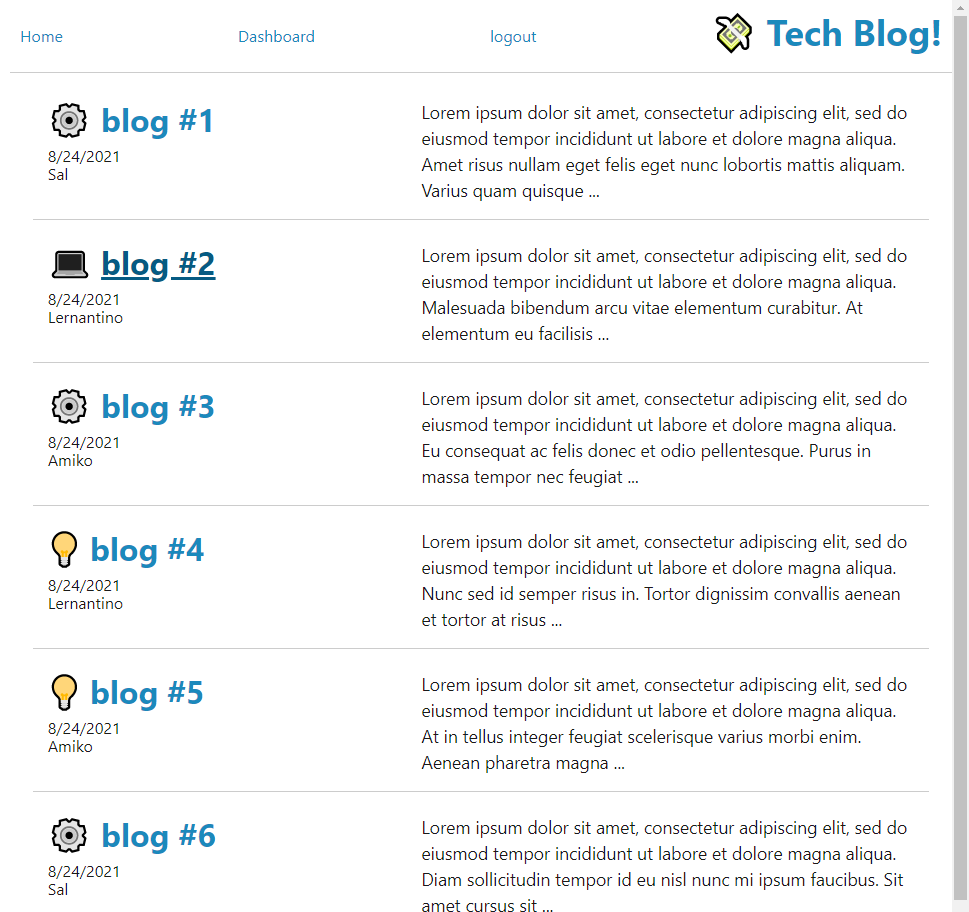 Home Dashboard logout Tech Blog!
blog #1
8/24/2021
Sal
Lorem ipsum dolor sit amet, consectetur adipiscing elit, sed do
eiusmod tempor incididunt ut labore et dolore magna aliqua.
Amet risus nullam eget felis eget nunc lobortis mattis aliquam.
Varius quam quisque ...
blog #2
8/24/2021
Lernantino
Lorem ipsum dolor sit amet, consectetur adipiscing elit, sed do
eiusmod tempor incididunt ut labore et dolore magna aliqua.
Malesuada bibendum arcu vitae elementum curabitur. At
elementum eu facilisis ...
blog #3
8/24/2021
Amiko
Lorem ipsum dolor sit amet, consectetur adipiscing elit, sed do
eiusmod tempor incididunt ut labore et dolore magna aliqua.
Eu consequat ac felis donec et odio pellentesque. Purus in
massa tempor nec feugiat ...
blog #4
8/24/2021
Lernantino
Lorem ipsum dolor sit amet, consectetur adipiscing elit, sed do
eiusmod tempor incididunt ut labore et dolore magna aliqua.
Nunc sed id semper risus in. Tortor dignissim convallis aenean
et tortor at risus ...
blog #5
8/24/2021
Amiko
Lorem ipsum dolor sit amet, consectetur adipiscing elit, sed do
eiusmod tempor incididunt ut labore et dolore magna aliqua.
At in tellus integer feugiat scelerisque varius morbi enim.
Aenean pharetra magna ...
blog #6
8/24/2021
Sal
Lorem ipsum dolor sit amet, consectetur adipiscing elit, sed do
eiusmod tempor incididunt ut labore et dolore magna aliqua.
Diam sollicitudin tempor id eu nisl nunc mi ipsum faucibus. Sit
amet cursus sit ...